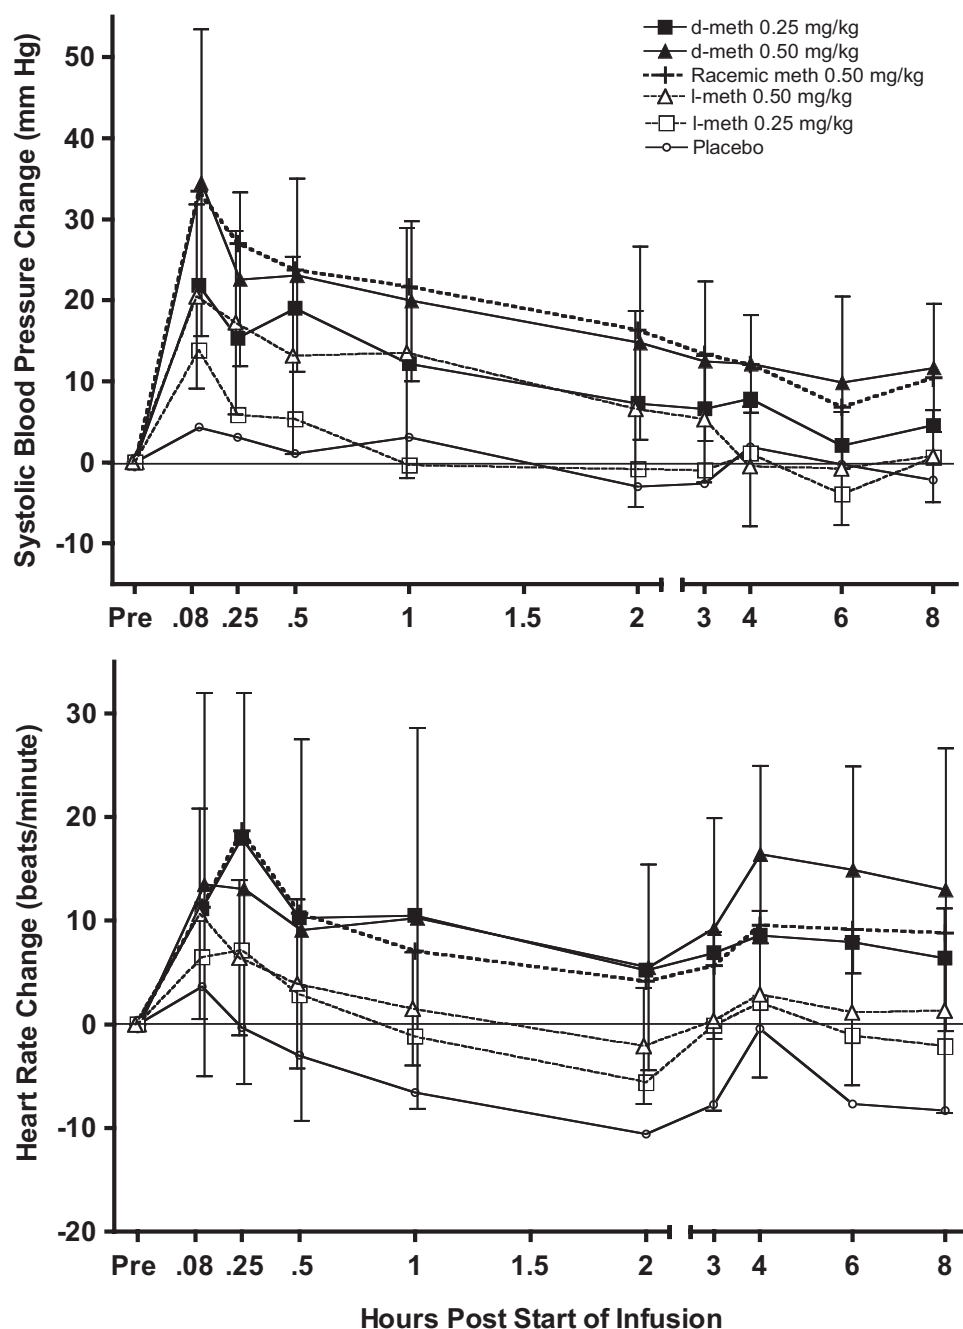 Systolic Blood Pressure Change (mm Hg)
50
40
30
20
10
0
-10
d-meth 0.25 mg/kg
d-meth 0.50 mg/kg
Racemic meth 0.50 mg/kg
l-meth 0.50 mg/kg
l-meth 0.25 mg/kg
Placebo
Pre .08 .25 .5 1 1.5 2 3 4 6 8
Heart Rate Change (beats/minute)
30
20
10
0
-10
-20
Pre .08 .25 .5 1 1.5 2 3 4 6 8
Hours Post Start of Infusion